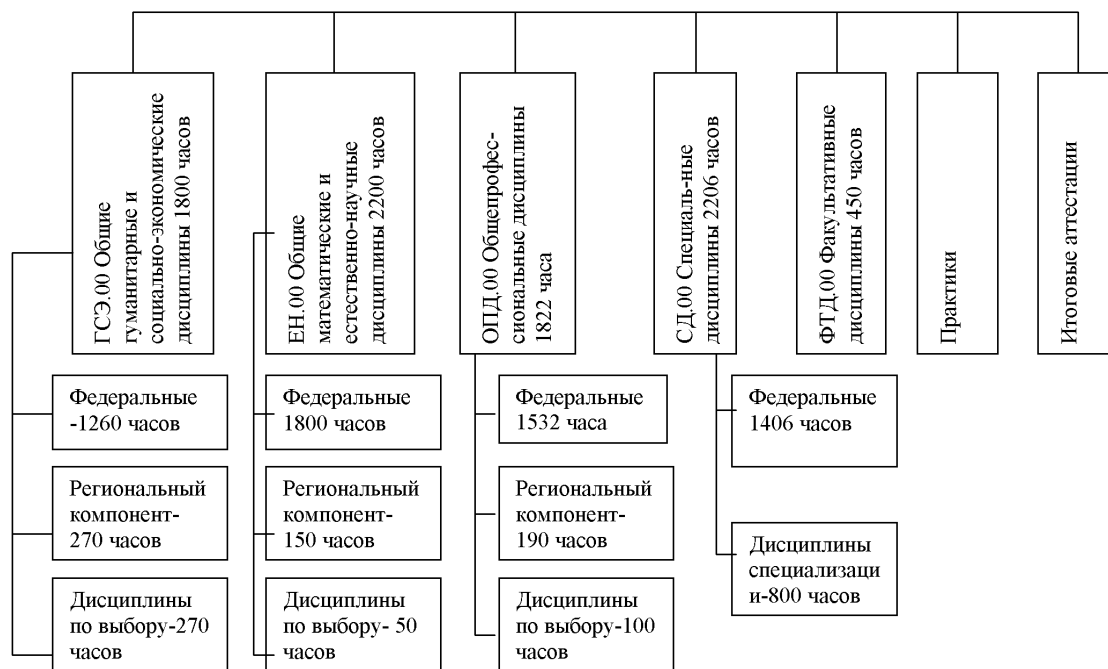 ГСЭ.00 Общие
гуманитарные и
социально-экономические
дисциплины 1800 часов
ЕН.00 Общие
математические и
естественно-научные
дисциплины 2200 часов
ОПД.00 Общепрофес-
сиональные дисциплины
1822 часа
СД.00 Специаль-ные
дисциплины 2206 часов
ФТД.00 Факультативные
дисциплины 450 часов
Практики
Итоговые аттестации
Федеральные
-1260 часов
Федеральные
1800 часов
Федеральные
1532 часа
Федеральные
1406 часов
Региональный
компонент-
270 часов
Региональный
компонент-
150 часов
Региональный
компонент-
190 часов
Дисциплины
специализаци
и-800 часов
Дисциплины
по выбору-270
часов
Дисциплины
по выбору- 50
часов
Дисциплины
по выбору-100
часов